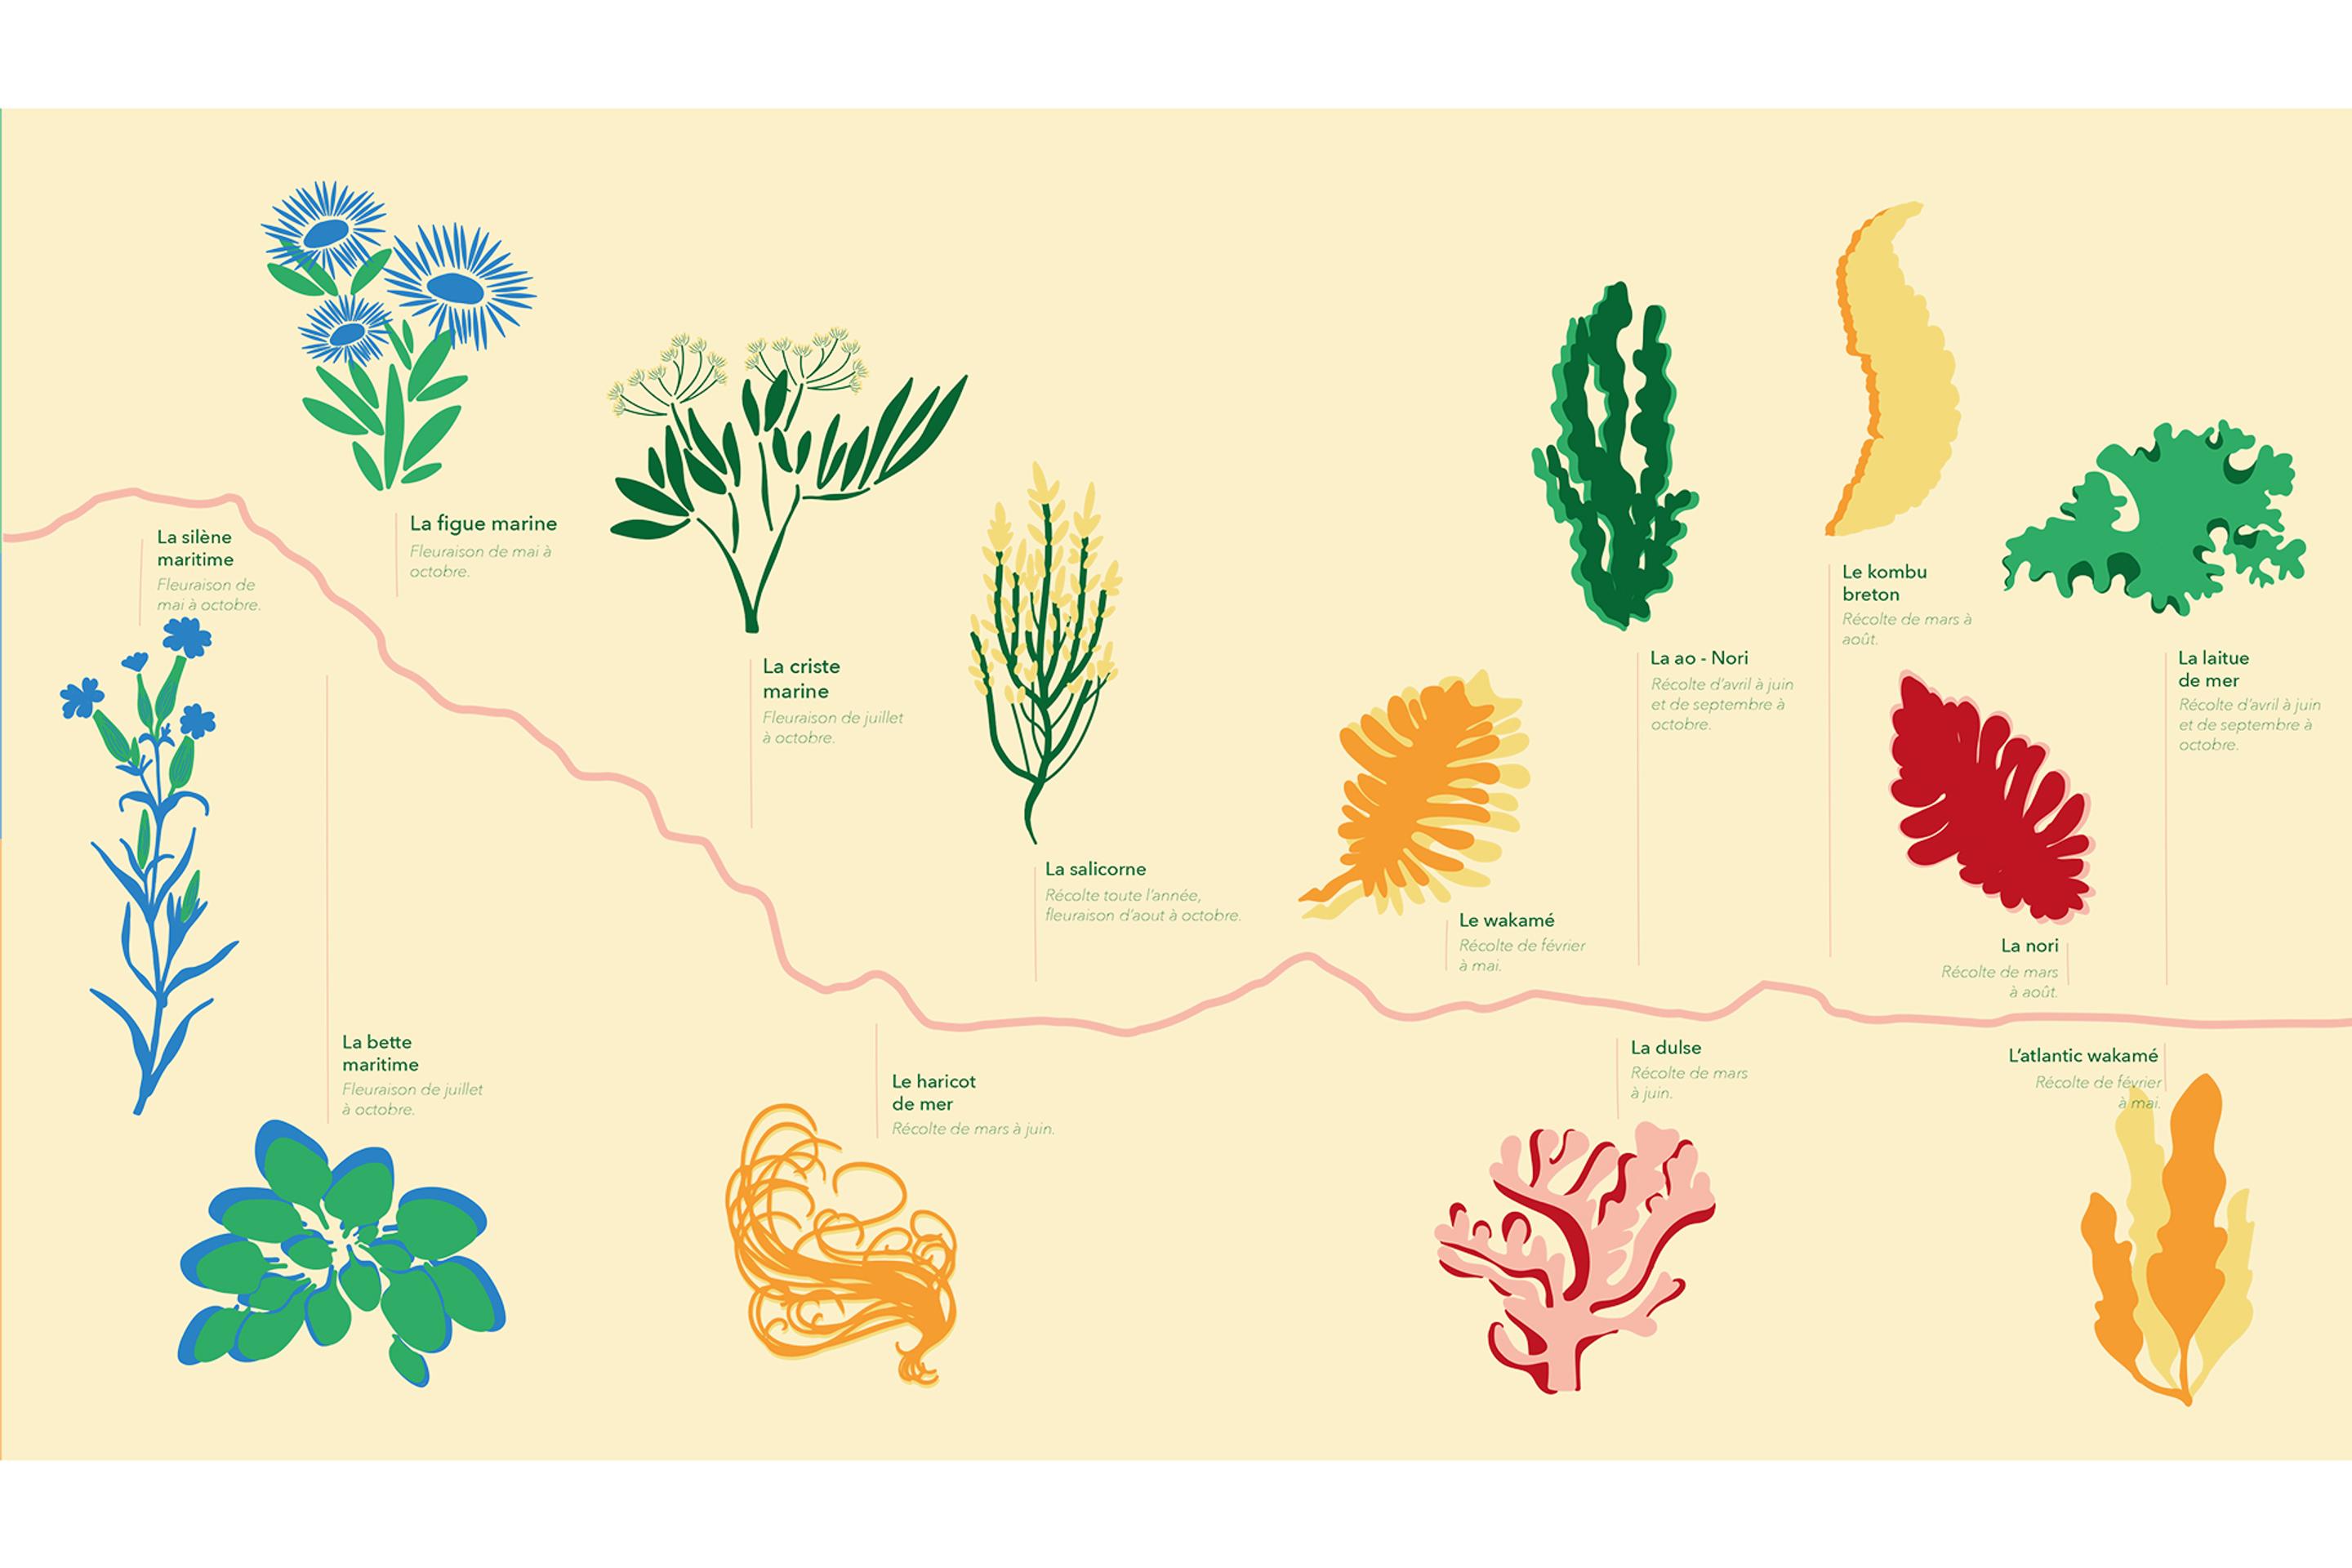 La silène
maritime
Fleuraison de
mai à octobre.
La figue marine
Fleuraison de mai à
octobre.
La criste
marine
Fleuraison de juillet
à octobre.
La salicorne
Récolte toute l'année,
fleuraison d'aout à octobre.
Le wakamé
Récolte de février
à mai.
La ao - Nori
Récolte d'avril à juin
et de septembre à
octobre.
Le kombu
breton
Récolte de mars à
août.
La nori
Récolte de mars
à août.
La laitue
de mer
Récolte d'avril à juin
et de septembre à
octobre.
La bette
maritime
Fleuraison de juillet
à octobre.
Le haricot
de mer
Récolte de mars à juin.
La dulse
Récolte de mars
à juin.
L'atlantic wakamé
Récolte de février
à mai.